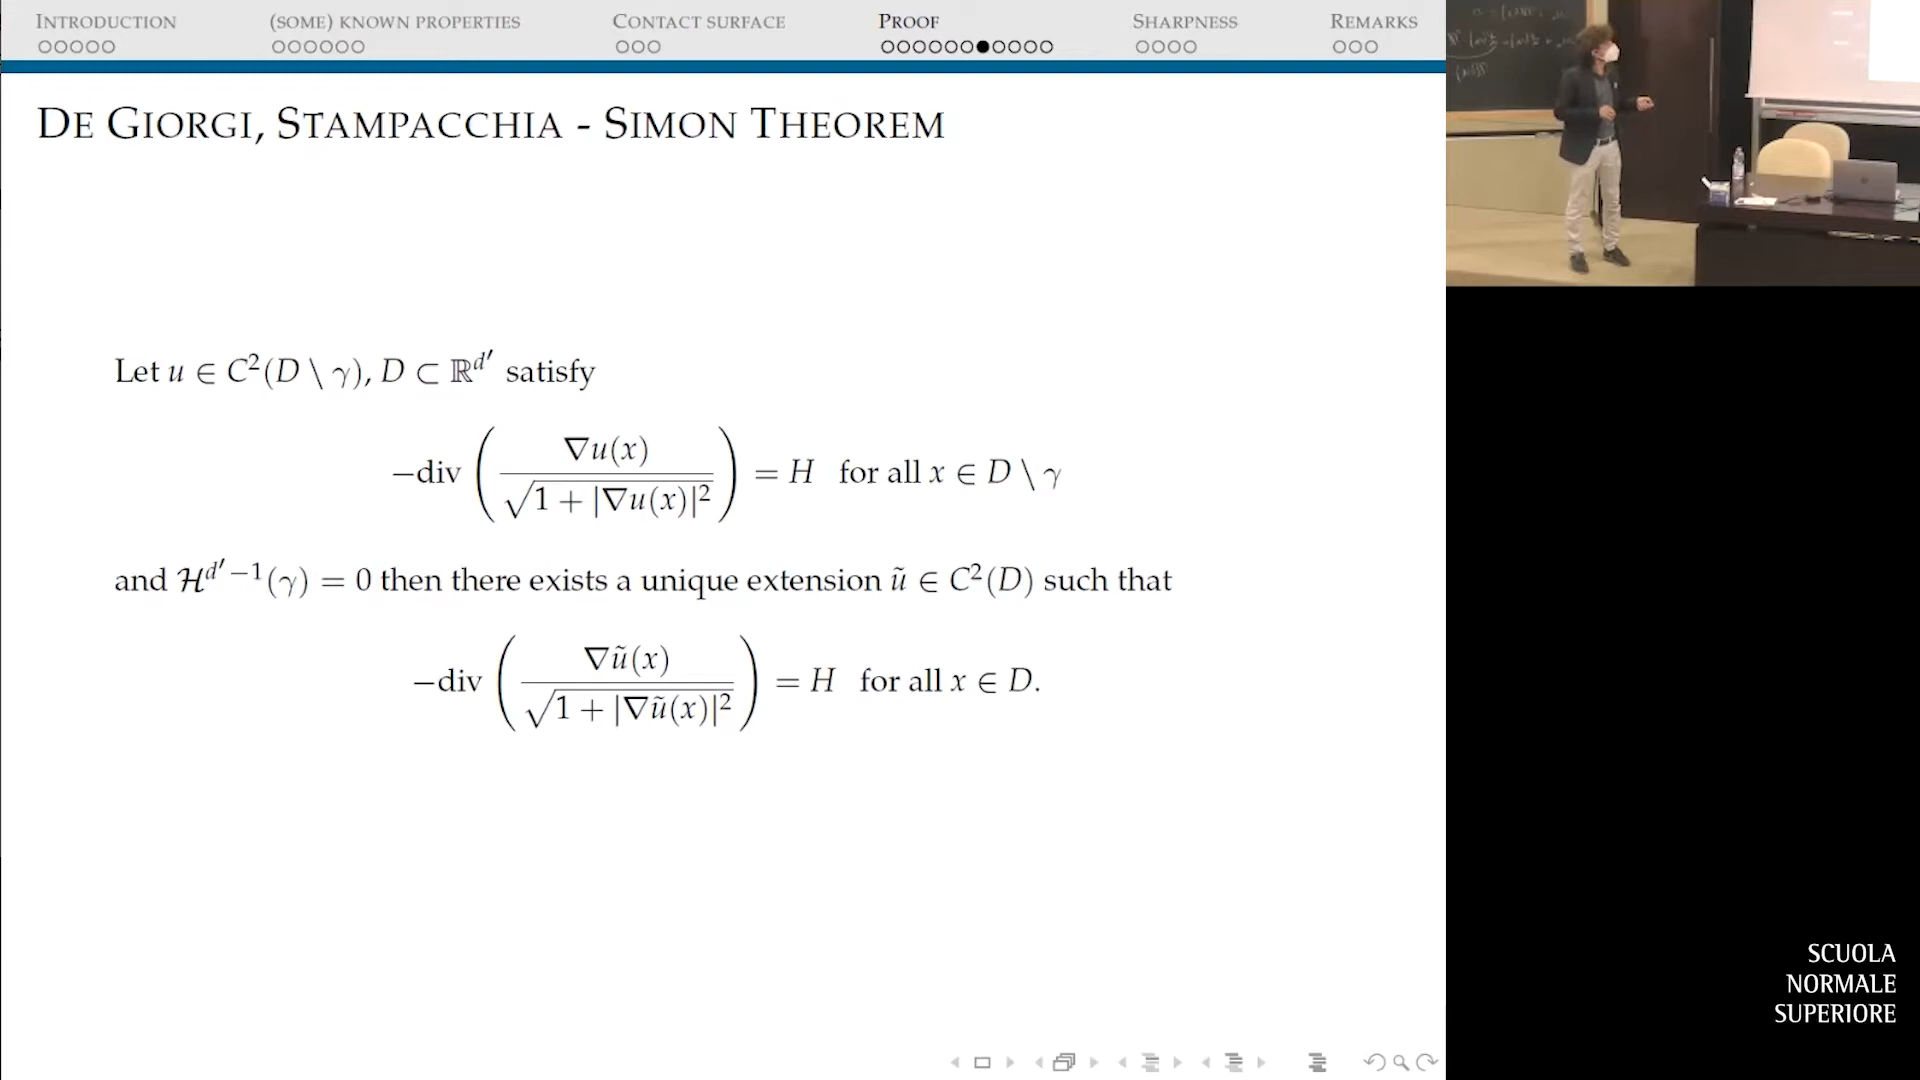 INTRODUCTION (SOME) KNOWN PROPERTIES CONTACT SURFACE PROOF SHARPNESS REMARKS
DE GIORGI, STAMPACCHIA - SIMON THEOREM
Let u ∈ C²(D \ γ), D ⊂ ℝ^{d′} satisfy
−div ( ∇u(x) / √(1 + |∇u(x)|²) ) = H for all x ∈ D \ γ
and ℋ^{d′−1}(γ) = 0 then there exists a unique extension ũ ∈ C²(D) such that
−div ( ∇ũ(x) / √(1 + |∇ũ(x)|²) ) = H for all x ∈ D.
SCUOLA
NORMALE
SUPERIORE